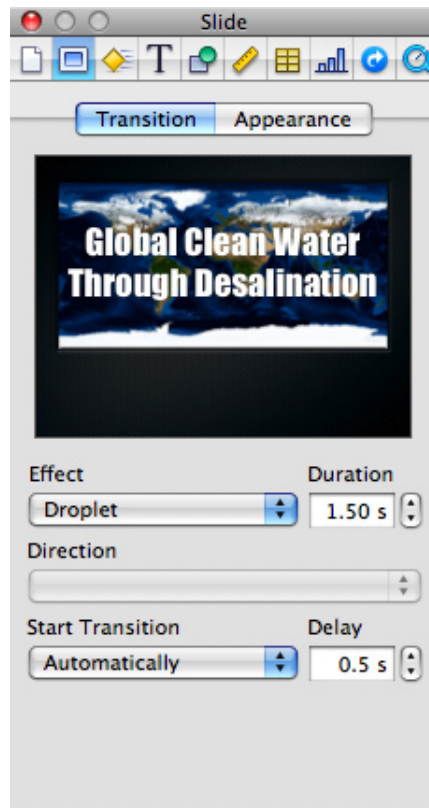 Slide
T
Transition Appearance
Global Clean Water
Through Desalination
Effect Duration
Droplet 1.50 s
Direction
Start Transition Delay
Automatically 0.5 s